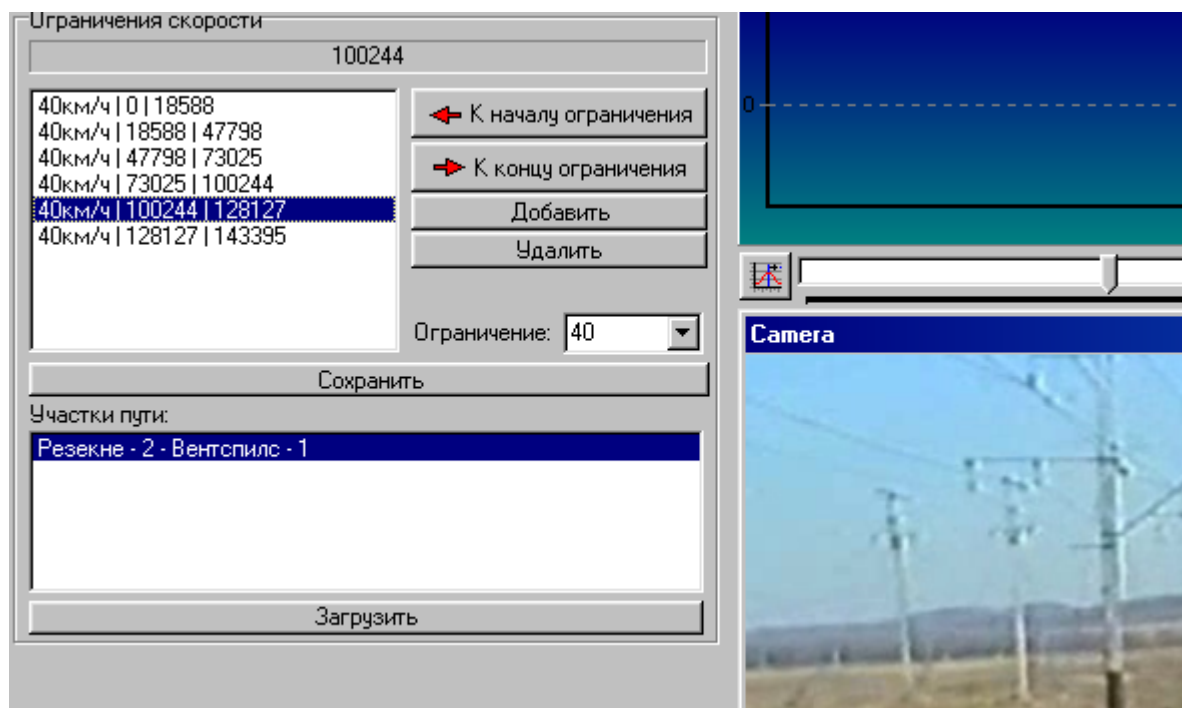 Ограничения скорости
100244
40км/ч | 0 | 18588
40км/ч | 18588 | 47798
40км/ч | 47798 | 73025
40км/ч | 73025 | 100244
40км/ч | 100244 | 128127
40км/ч | 128127 | 143395
К началу ограничения
К концу ограничения
Добавить
Удалить
Ограничение: 40
Сохранить
Участки пути:
Резекне - 2 - Вентспилс - 1
Загрузить
0
Camera